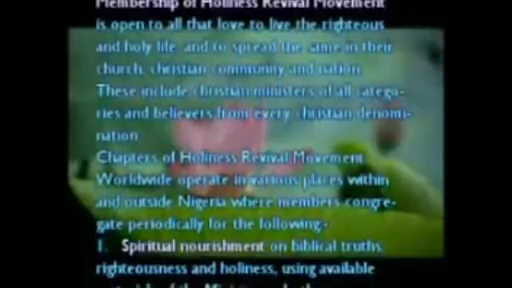 Membership of Holiness Revival Movement
is open to all that love to live the righteous
and holy life and to spread the same in their
church, christian community and nation.
These include christian ministers of all catego-
ries and believers from every christian denomi-
nation
Chapters of Holiness Revival Movement
Worldwide operate in various places within
and outside Nigeria where members congre-
gate periodically for the following:-
1. Spiritual nourishment on biblical truths,
righteousness and holiness, using available